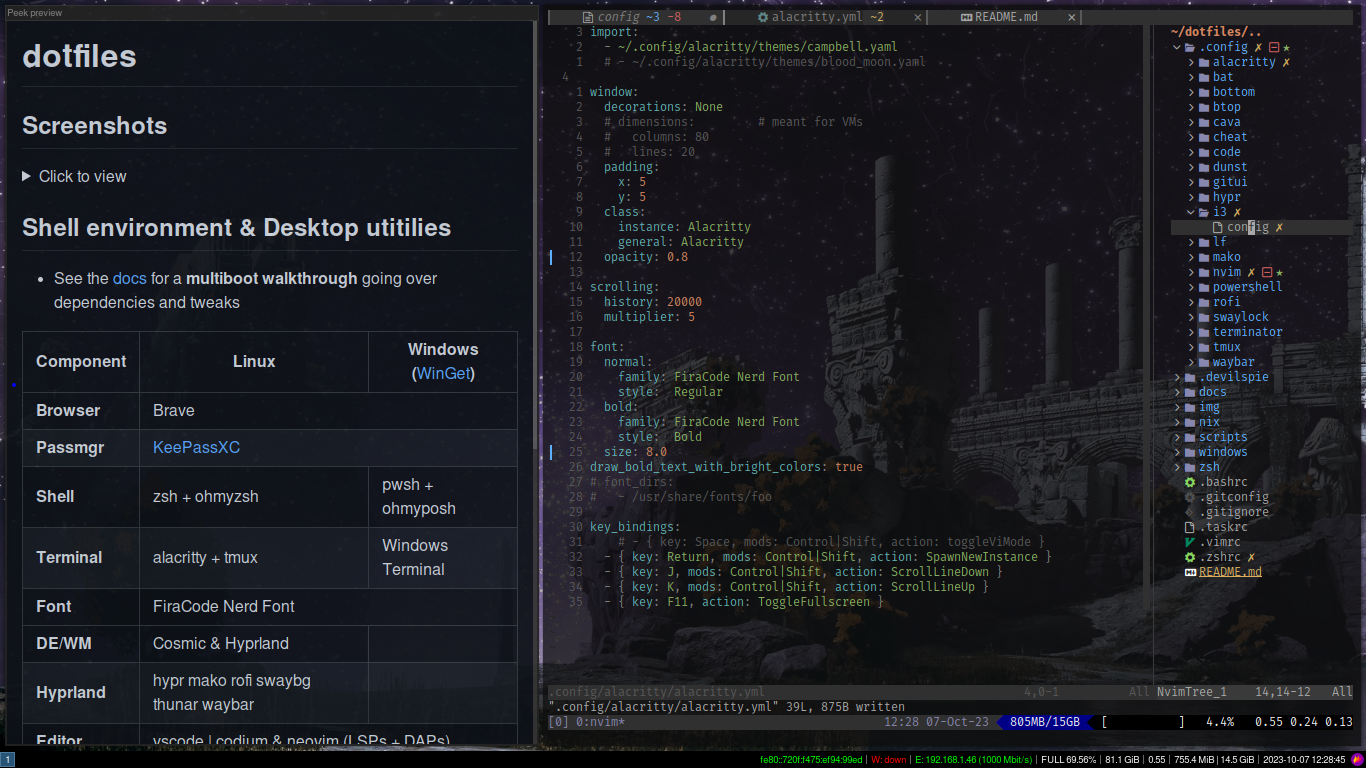 Peek preview
dotfiles
Screenshots
Click to view
Shell environment & Desktop utitilies
See the docs for a multiboot walkthrough going over
dependencies and tweaks
Component Linux Windows
(WinGet)
Browser Brave
Passmgr KeePassXC
Shell zsh + ohmyzsh pwsh +
ohmyposh
Terminal alacritty + tmux Windows
Terminal
Font FiraCode Nerd Font
DE/WM Cosmic & Hyprland
Hyprland hypr mako rofi swaybg
thunar waybar
Editor vscode | codium & neovim (LSPs + DAPs)
config ~3 -8 ● alacritty.yml ~2 × README.md ×
3 import:
2 - ~/.config/alacritty/themes/campbell.yaml
1 # - ~/.config/alacritty/themes/blood_moon.yaml
4
1 window:
2 decorations: None
3 # dimensions: # meant for VMs
4 # columns: 80
5 # lines: 20
6 padding:
7 x: 5
8 y: 5
9 class:
10 instance: Alacritty
11 general: Alacritty
12 opacity: 0.8
13
14 scrolling:
15 history: 20000
16 multiplier: 5
17
18 font:
19 normal:
20 family: FiraCode Nerd Font
21 style: Regular
22 bold:
23 family: FiraCode Nerd Font
24 style: Bold
25 size: 8.0
26 draw_bold_text_with_bright_colors: true
27 # font_dirs:
28 # - /usr/share/fonts/foo
29
30 key_bindings:
31 # - { key: Space, mods: Control|Shift, action: toggleViMode }
32 - { key: Return, mods: Control|Shift, action: SpawnNewInstance }
33 - { key: J, mods: Control|Shift, action: ScrollLineDown }
34 - { key: K, mods: Control|Shift, action: ScrollLineUp }
35 - { key: F11, action: ToggleFullscreen }
~/dotfiles/..
.config ✗ ★
alacritty ✗
bat
bottom
btop
cava
cheat
code
dunst
gitui
hypr
i3 ✗
config ✗
lf
mako
nvim ✗ ★
powershell
rofi
swaylock
terminator
tmux
waybar
.devilspie
docs
img
nix
scripts
windows
zsh
.bashrc
.gitconfig
.gitignore
.taskrc
.vimrc
.zshrc ✗
README.md
.config/alacritty/alacritty.yml 4,0-1 All NvimTree_1 14,14-12 All
".config/alacritty/alacritty.yml" 39L, 875B written
[0] 0:nvim* 12:28 07-Oct-23 805MB/15GB [ ] 4.4% 0.55 0.24 0.13
1 fe80::720f:f475:ef94:99ed | W: down | E: 192.168.1.46 (1000 Mbit/s) | FULL 69.56% | 81.1 GiB | 0.55 | 755.4 MiB | 14.5 GiB | 2023-10-07 12:28:45